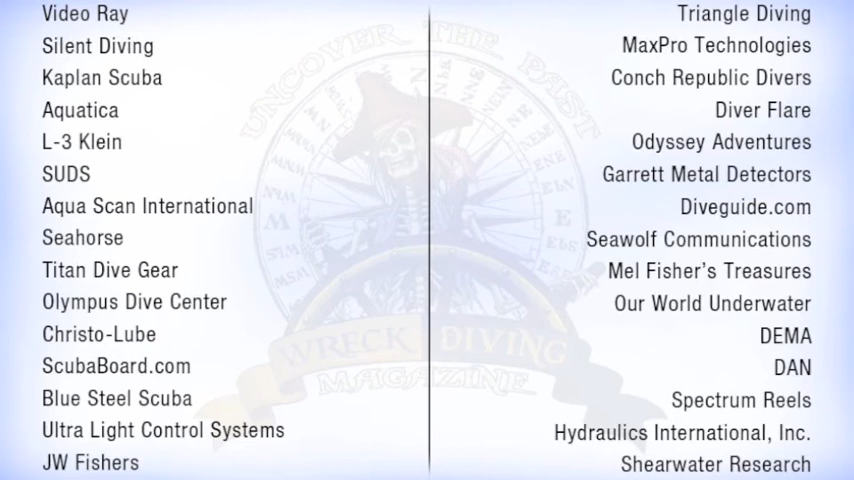 Video Ray
Silent Diving
Kaplan Scuba
Aquatica
L-3 Klein
SUDS
Aqua Scan International
Seahorse
Titan Dive Gear
Olympus Dive Center
Christo-Lube
ScubaBoard.com
Blue Steel Scuba
Ultra Light Control Systems
JW Fishers
Triangle Diving
MaxPro Technologies
Conch Republic Divers
Diver Flare
Odyssey Adventures
Garrett Metal Detectors
Diveguide.com
Seawolf Communications
Mel Fisher's Treasures
Our World Underwater
DEMA
DAN
Spectrum Reels
Hydraulics International, Inc.
Shearwater Research
UNCOVER THE PAST
WRECK DIVING
MAGAZINE